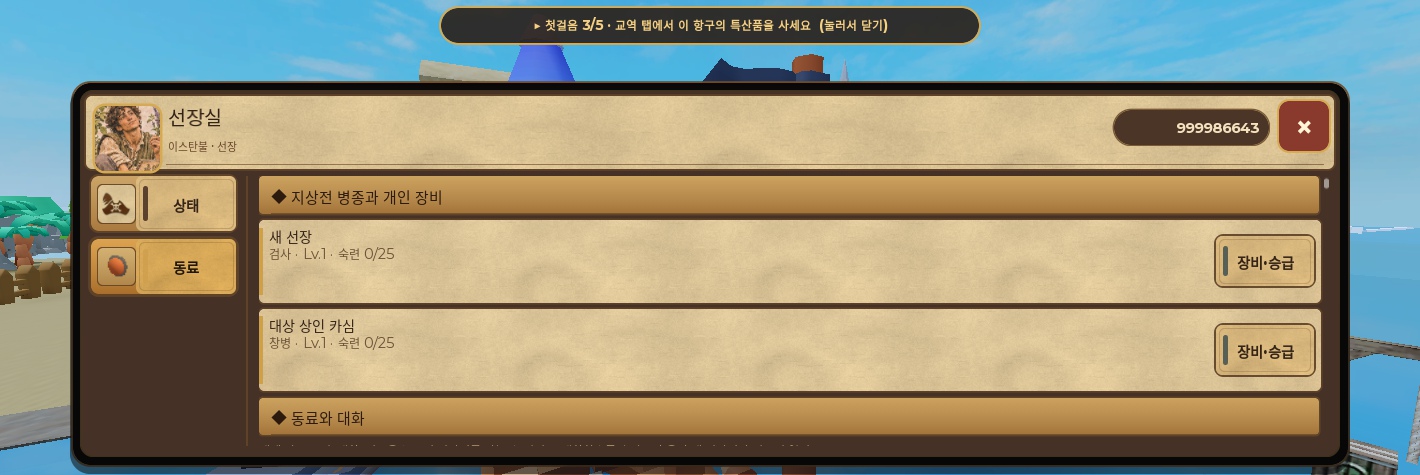 ▸ 첫걸음 3/5 · 교역 탭에서 이 항구의 특산품을 사세요 (눌러서 닫기)
선장실
이스탄불 · 선장
999986643
×
상태
동료
◆ 지상전 병종과 개인 장비
새 선장
검사 · Lv.1 · 숙련 0/25
장비·승급
대상 상인 카심
창병 · Lv.1 · 숙련 0/25
장비·승급
◆ 동료와 대화